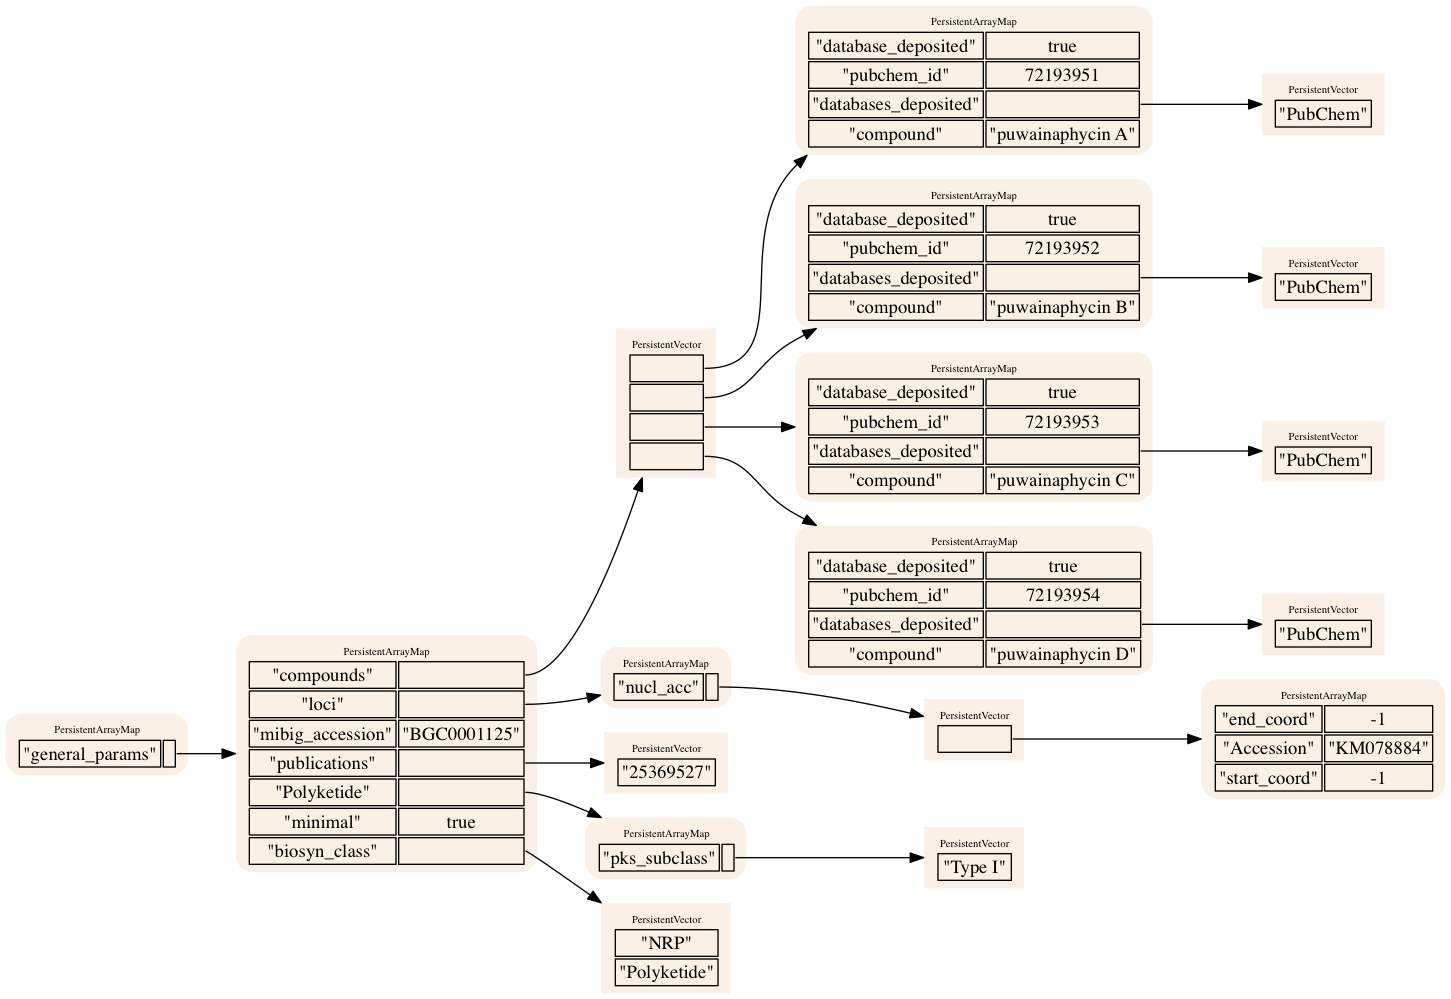 PersistentArrayMap
"database_deposited" true
"pubchem_id" 72193951
"databases_deposited"
"compound" "puwainaphycin A"
PersistentVector
"PubChem"
PersistentArrayMap
"database_deposited" true
"pubchem_id" 72193952
"databases_deposited"
"compound" "puwainaphycin B"
PersistentVector
"PubChem"
PersistentVector
PersistentArrayMap
"database_deposited" true
"pubchem_id" 72193953
"databases_deposited"
"compound" "puwainaphycin C"
PersistentVector
"PubChem"
PersistentArrayMap
"database_deposited" true
"pubchem_id" 72193954
"databases_deposited"
"compound" "puwainaphycin D"
PersistentVector
"PubChem"
PersistentArrayMap
"general_params"
PersistentArrayMap
"compounds"
"loci"
"mibig_accession" "BGC0001125"
"publications"
"Polyketide"
"minimal" true
"biosyn_class"
PersistentArrayMap
"nucl_acc"
PersistentVector
PersistentArrayMap
"end_coord" -1
"Accession" "KM078884"
"start_coord" -1
PersistentVector
"25369527"
PersistentArrayMap
"pks_subclass"
PersistentVector
"Type I"
PersistentVector
"NRP"
"Polyketide"